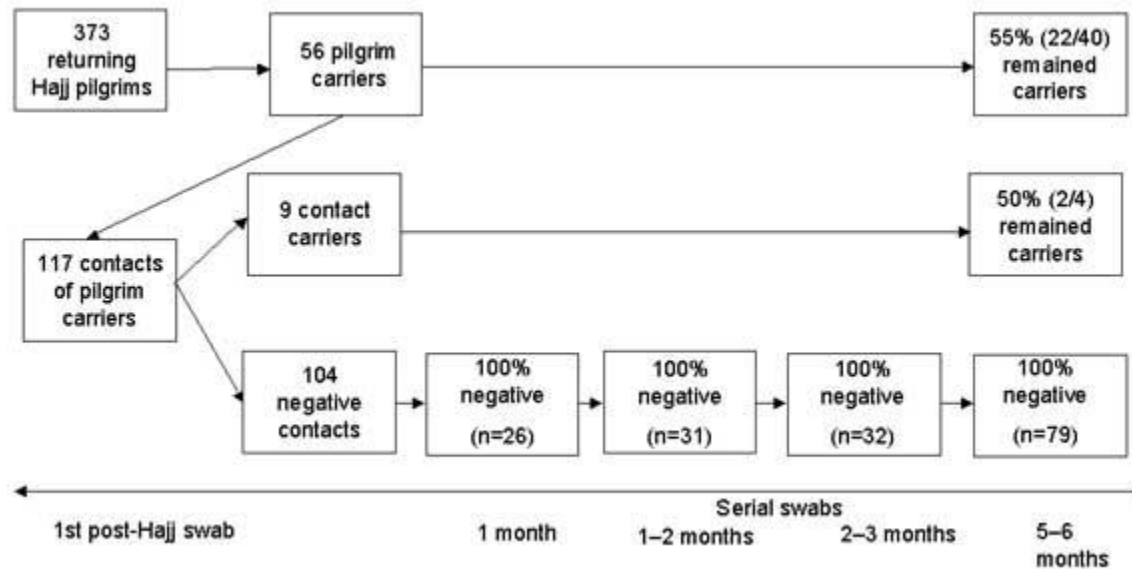 373
returning
Hajj pilgrims
56 pilgrim
carriers
55% (22/40)
remained
carriers
9 contact
carriers
50% (2/4)
remained
carriers
117 contacts
of pilgrim
carriers
104
negative
contacts
100%
negative
(n=26)
100%
negative
(n=31)
100%
negative
(n=32)
100%
negative
(n=79)
Serial swabs
1st post-Hajj swab
1 month
1–2 months
2–3 months
5–6
months